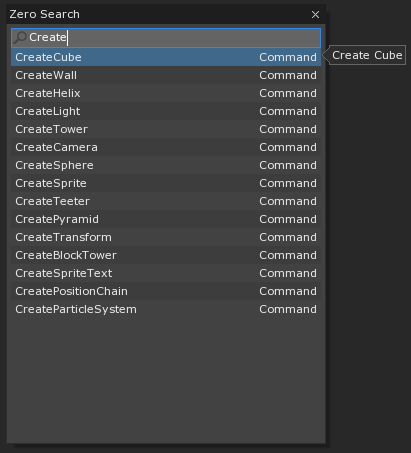 Zero Search
Create
CreateCube Command
Create Cube
CreateWall Command
CreateHelix Command
CreateLight Command
CreateTower Command
CreateCamera Command
CreateSphere Command
CreateSprite Command
CreateTeeter Command
CreatePyramid Command
CreateTransform Command
CreateBlockTower Command
CreateSpriteText Command
CreatePositionChain Command
CreateParticleSystem Command